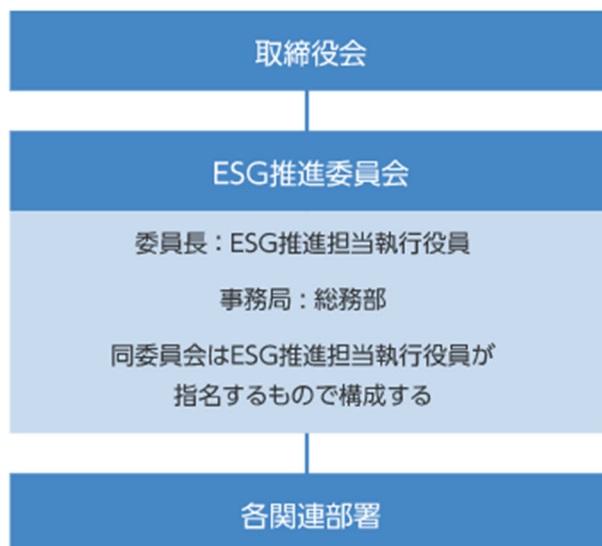 取締役会
ESG推進委員会
委員長：ESG推進担当執行役員
事務局：総務部
同委員会はESG推進担当執行役員が
指名するもので構成する
各関連部署